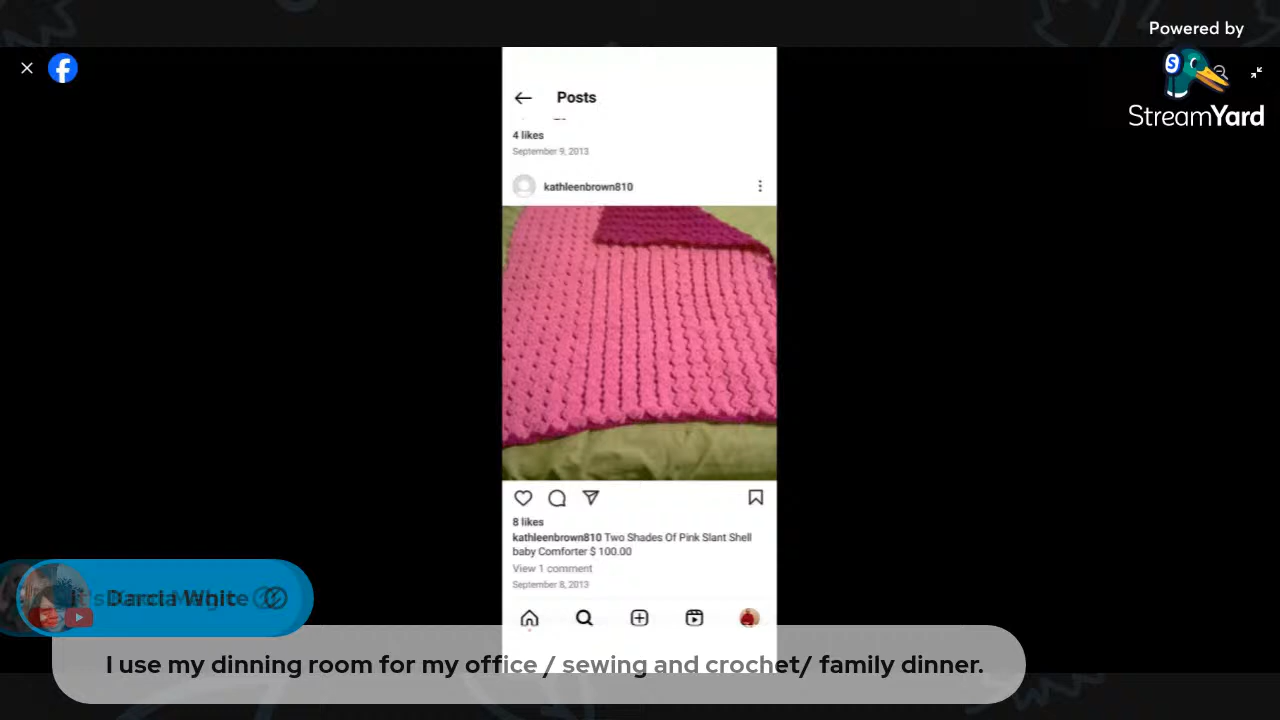 Powered by
StreamYard
Posts
4 likes
September 9, 2013
kathleenbrown810
8 likes
kathleenbrown810 Two Shades Of Pink Slant Shell
baby Comforter $ 100.00
View 1 comment
September 8, 2013
Darcia White
I use my dinning room for my office / sewing and crochet/ family dinner.